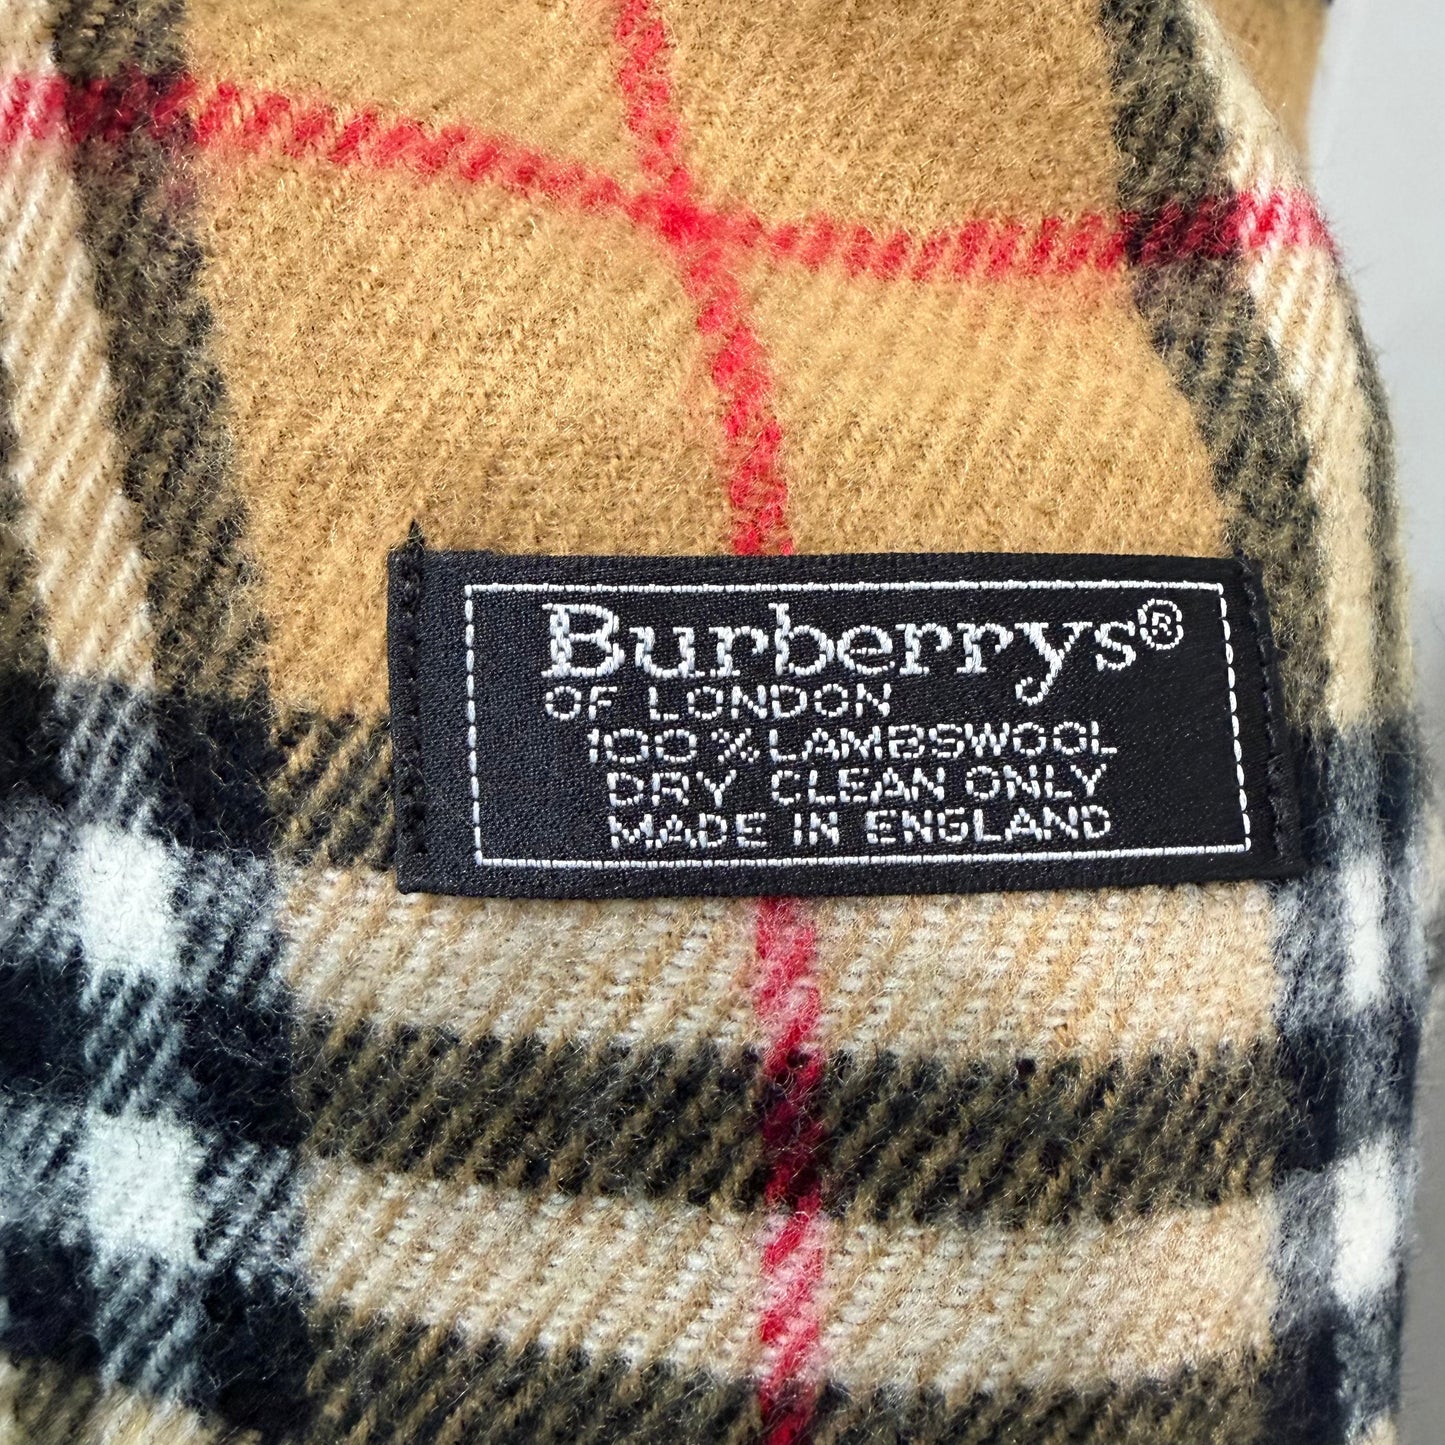 Burberrys®
OF LONDON
100% LAMBSWOOL
DRY CLEAN ONLY
MADE IN ENGLAND